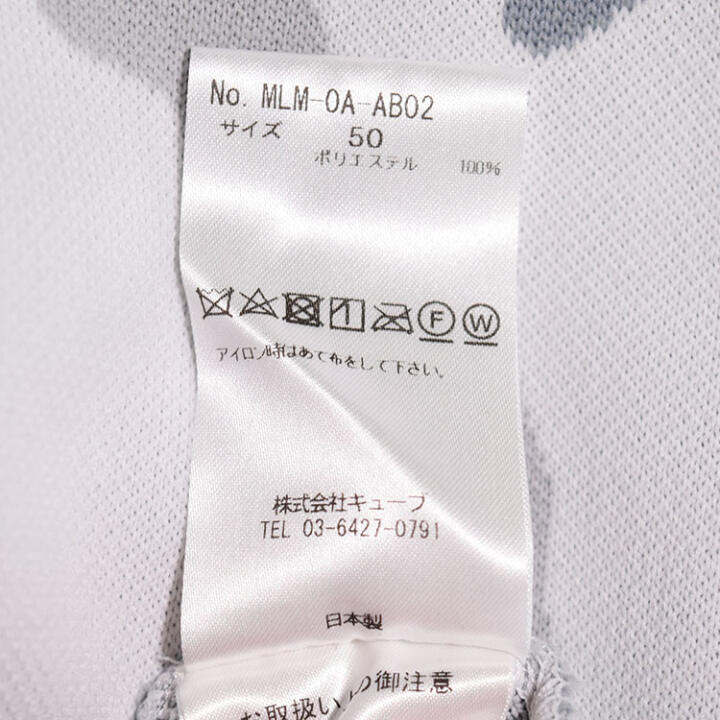 No. MLM-OA-AB02
サイズ 50
ポリエステル 100%
F W
アイロン時はあて布をして下さい。
株式会社キューブ
TEL 03-6427-0791
日本製
お取扱い上の御注意